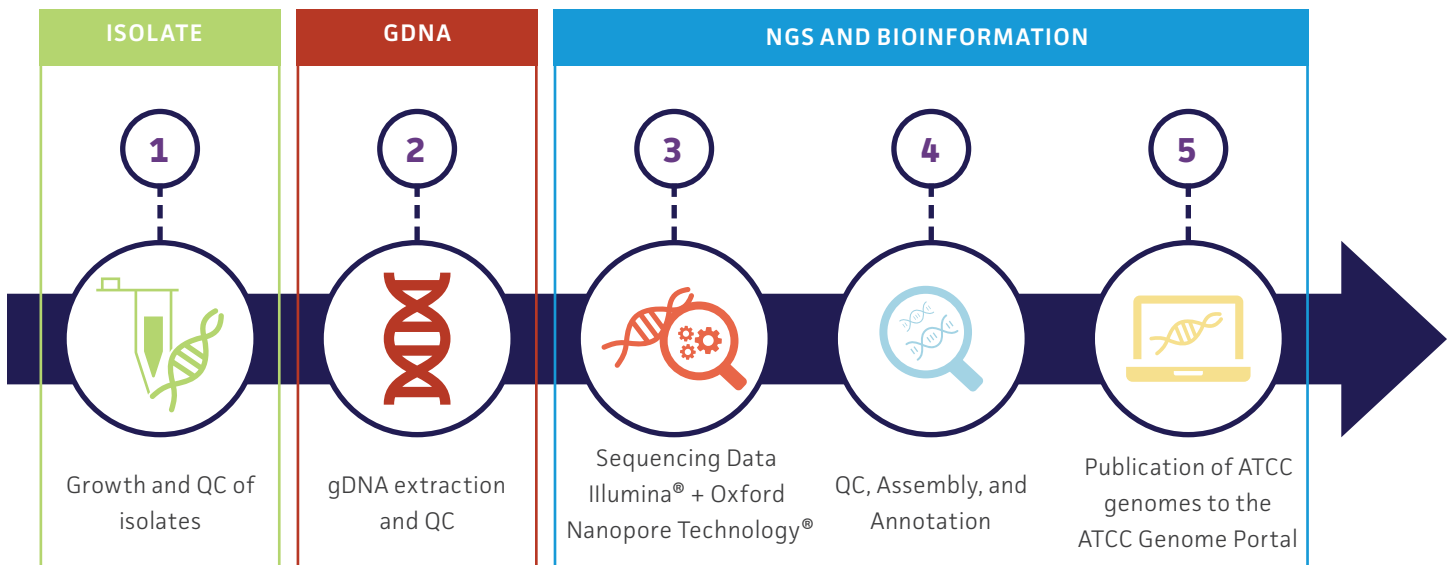 ISOLATE
GDNA
NGS AND BIOINFORMATION
1
2
3
4
5
Growth and QC of
isolates
gDNA extraction
and QC
Sequencing Data
Illumina® + Oxford
Nanopore Technology®
QC, Assembly, and
Annotation
Publication of ATCC
genomes to the
ATCC Genome Portal